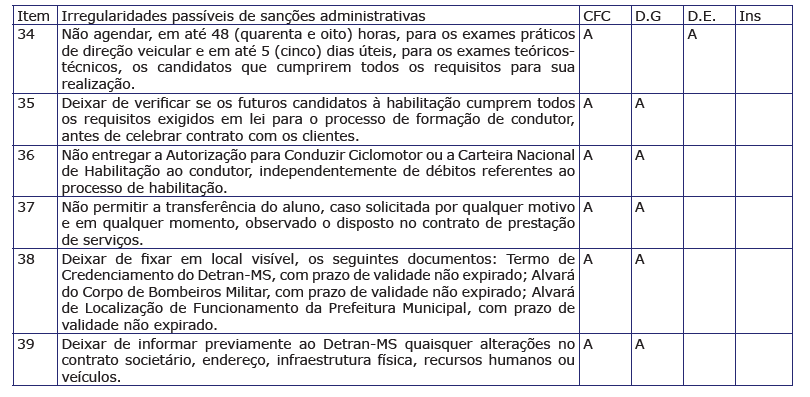 Item Irregularidades passíveis de sanções administrativas CFC D.G D.E. Ins
34 Não agendar, em até 48 (quarenta e oito) horas, para os exames práticos A A
de direção veicular e em até 5 (cinco) dias úteis, para os exames teóricos-
técnicos, os candidatos que cumprirem todos os requisitos para sua
realização.
35 Deixar de verificar se os futuros candidatos à habilitação cumprem todos A A
os requisitos exigidos em lei para o processo de formação de condutor,
antes de celebrar contrato com os clientes.
36 Não entregar a Autorização para Conduzir Ciclomotor ou a Carteira Nacional A A
de Habilitação ao condutor, independentemente de débitos referentes ao
processo de habilitação.
37 Não permitir a transferência do aluno, caso solicitada por qualquer motivo A A
e em qualquer momento, observado o disposto no contrato de prestação
de serviços.
38 Deixar de fixar em local visível, os seguintes documentos: Termo de A A
Credenciamento do Detran-MS, com prazo de validade não expirado; Alvará
do Corpo de Bombeiros Militar, com prazo de validade não expirado; Alvará
de Localização de Funcionamento da Prefeitura Municipal, com prazo de
validade não expirado.
39 Deixar de informar previamente ao Detran-MS quaisquer alterações no A A
contrato societário, endereço, infraestrutura física, recursos humanos ou
veículos.